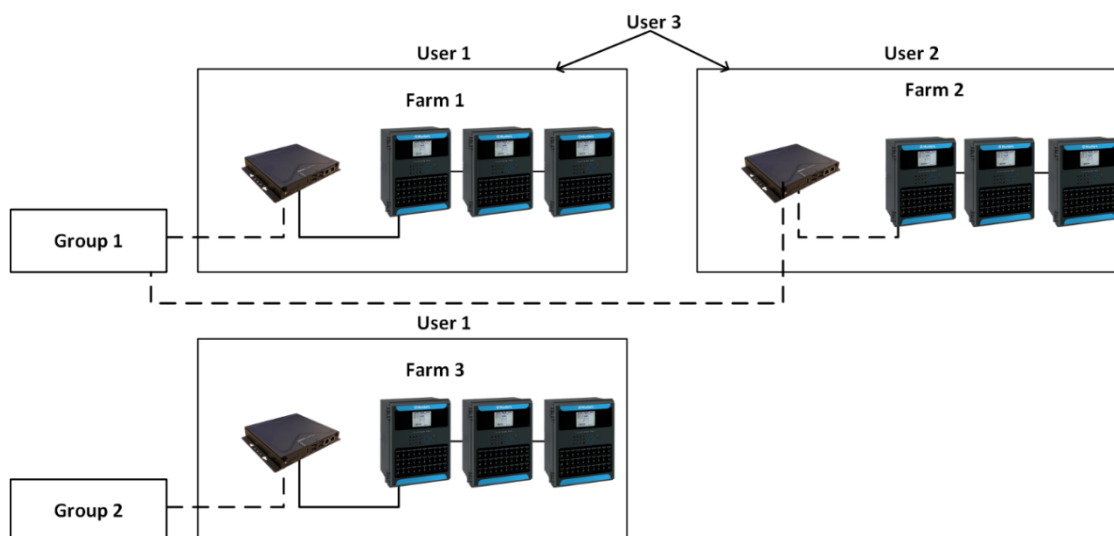 User 3
User 1
User 2
Farm 1
Farm 2
Group 1
User 1
Farm 3
Group 2